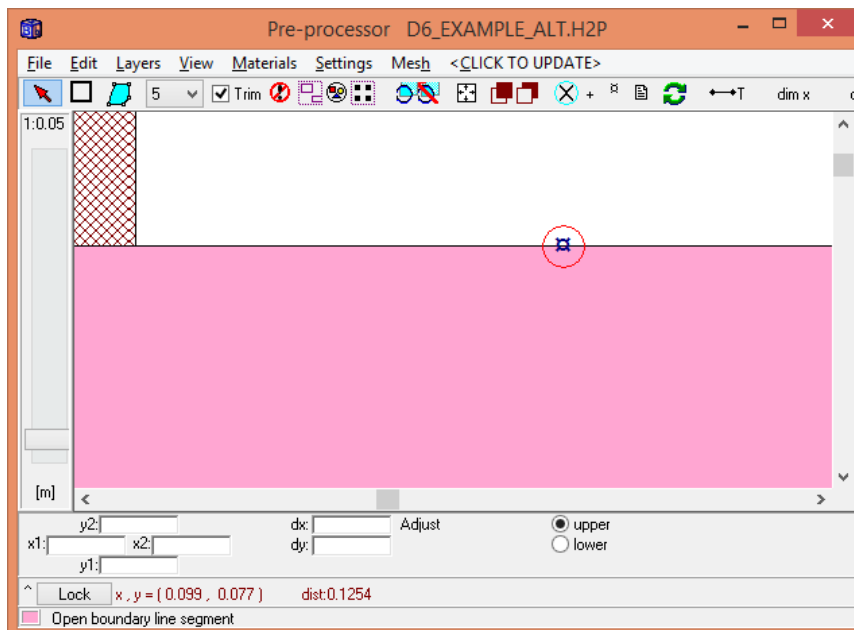 Pre-processor D6_EXAMPLE_ALT.H2P
File Edit Layers View Materials Settings Mesh <CLICK TO UPDATE>
5 Trim T dim x
1:0.05
[m]
y2: dx: Adjust upper
x1: x2: dy: lower
y1:
^ Lock x , y = ( 0.099 , 0.077 ) dist:0.1254
Open boundary line segment